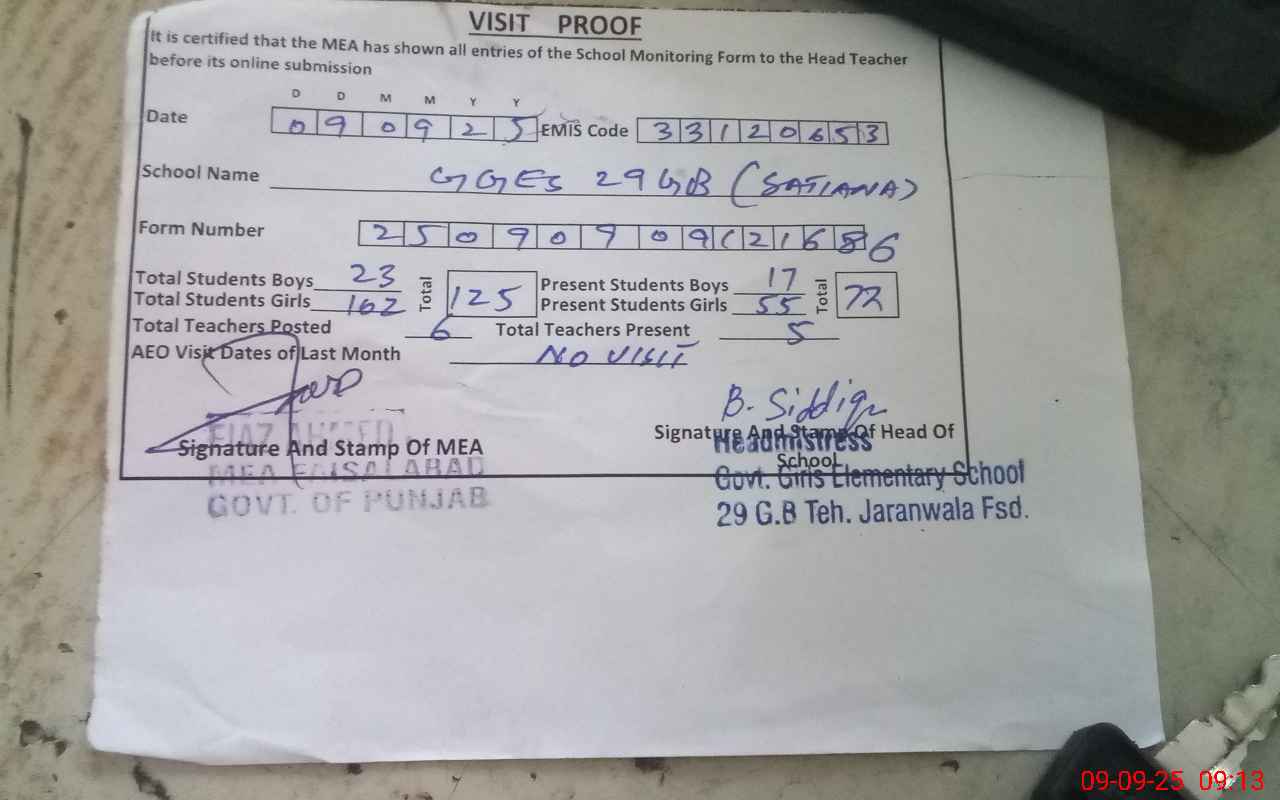 VISIT PROOF
It is certified that the MEA has shown all entries of the School Monitoring Form to the Head Teacher
before its online submission
D D M M Y Y
Date 0 9 0 9 2 5 EMIS Code 3 3 1 2 0 6 5 3
School Name GGES 29 GB (SATIANA)
Form Number 2 5 0 9 0 9 0 9 1 2 1 6 8 6
Total Students Boys 23 Total 125 Present Students Boys 17 Total 72
Total Students Girls 102 Present Students Girls 55
Total Teachers Posted 6 Total Teachers Present 5
AEO Visit Dates of Last Month NO VISIT
B. Siddiqu
Signature And Stamp Of MEA Signature And Stamp Of Head Of
School
FIAZ AHMED
MEA FAISALABAD
GOVT. OF PUNJAB
Headmistress
Govt. Girls Elementary School
29 G.B Teh. Jaranwala Fsd.
09-09-25 09:13